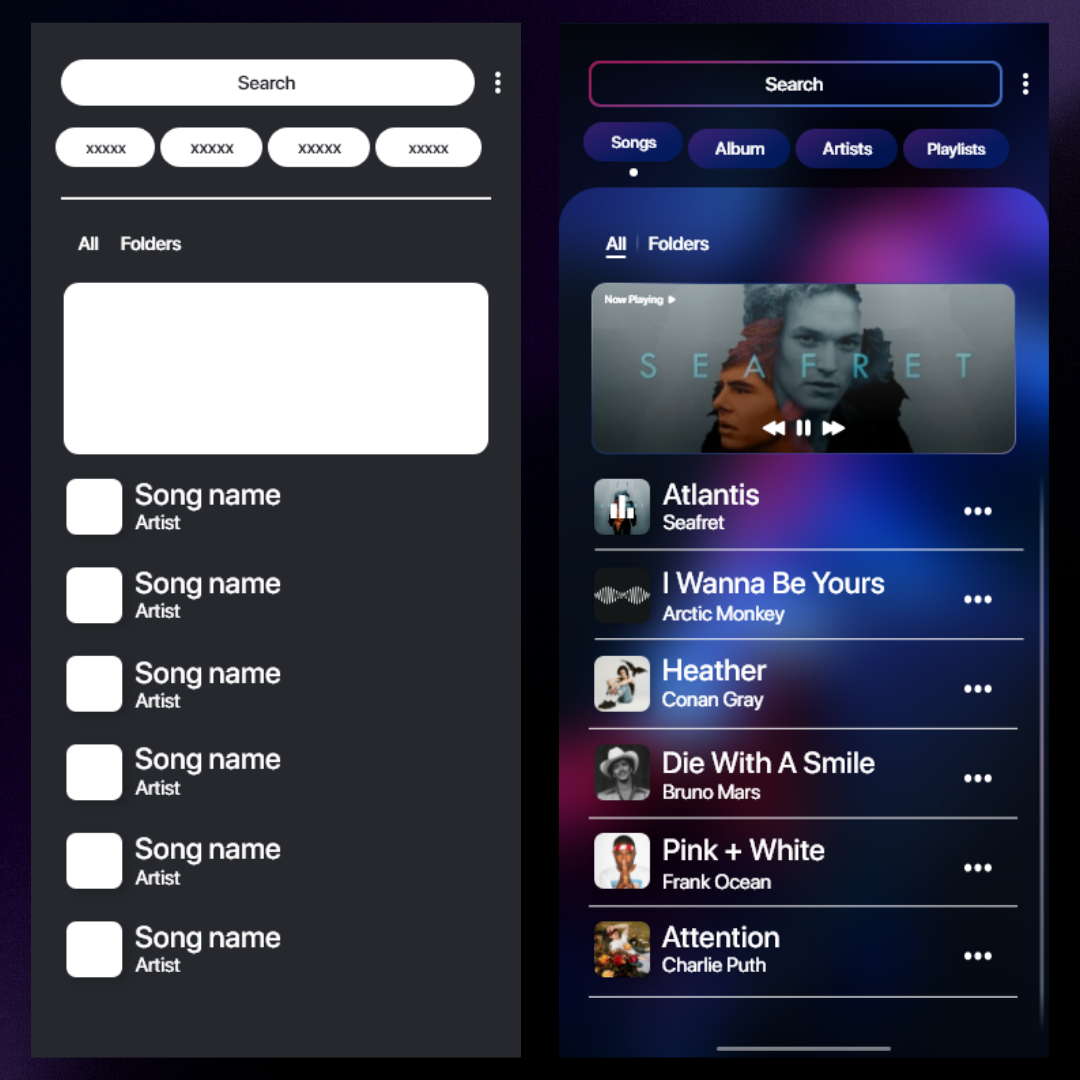 Search
xxxxx xxxxx xxxxx xxxxx
All Folders
Song name
Artist
Song name
Artist
Song name
Artist
Song name
Artist
Song name
Artist
Song name
Artist
Search
Songs Album Artists Playlists
All Folders
Now Playing
SEAFRET
Atlantis
Seafret
I Wanna Be Yours
Arctic Monkey
Heather
Conan Gray
Die With A Smile
Bruno Mars
Pink + White
Frank Ocean
Attention
Charlie Puth